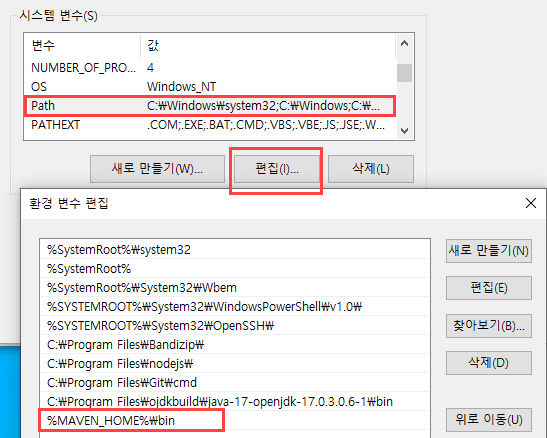 시스템 변수(S)
변수 값
NUMBER_OF_PRO... 4
OS Windows_NT
Path C:₩Windows₩system32;C:₩Windows;C:₩...
PATHEXT .COM;.EXE;.BAT;.CMD;.VBS;.VBE;.JS;.JSE;.W...
새로 만들기(W)... 편집(I)... 삭제(L)
환경 변수 편집
%SystemRoot%₩system32
%SystemRoot%
%SystemRoot%₩System32₩Wbem
%SYSTEMROOT%₩System32₩WindowsPowerShell₩v1.0₩
%SYSTEMROOT%₩System32₩OpenSSH₩
C:₩Program Files₩Bandizip₩
C:₩Program Files₩nodejs₩
C:₩Program Files₩Git₩cmd
C:₩Program Files₩ojdkbuild₩java-17-openjdk-17.0.3.0.6-1₩bin
%MAVEN_HOME%₩bin
새로 만들기(N)
편집(E)
찾아보기(B)...
삭제(D)
위로 이동(U)